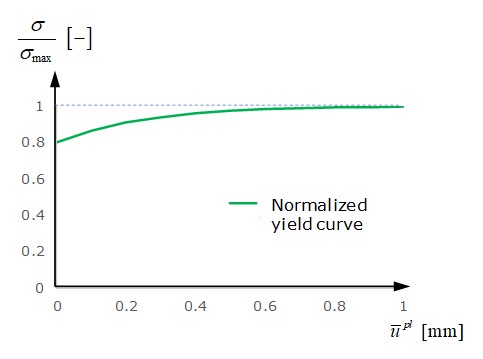 σ
σmax [−]
1
0.8
0.6
0.4
0.2
0
Normalized
yield curve
0 0.2 0.4 0.6 0.8 1
u̅ pl [mm]